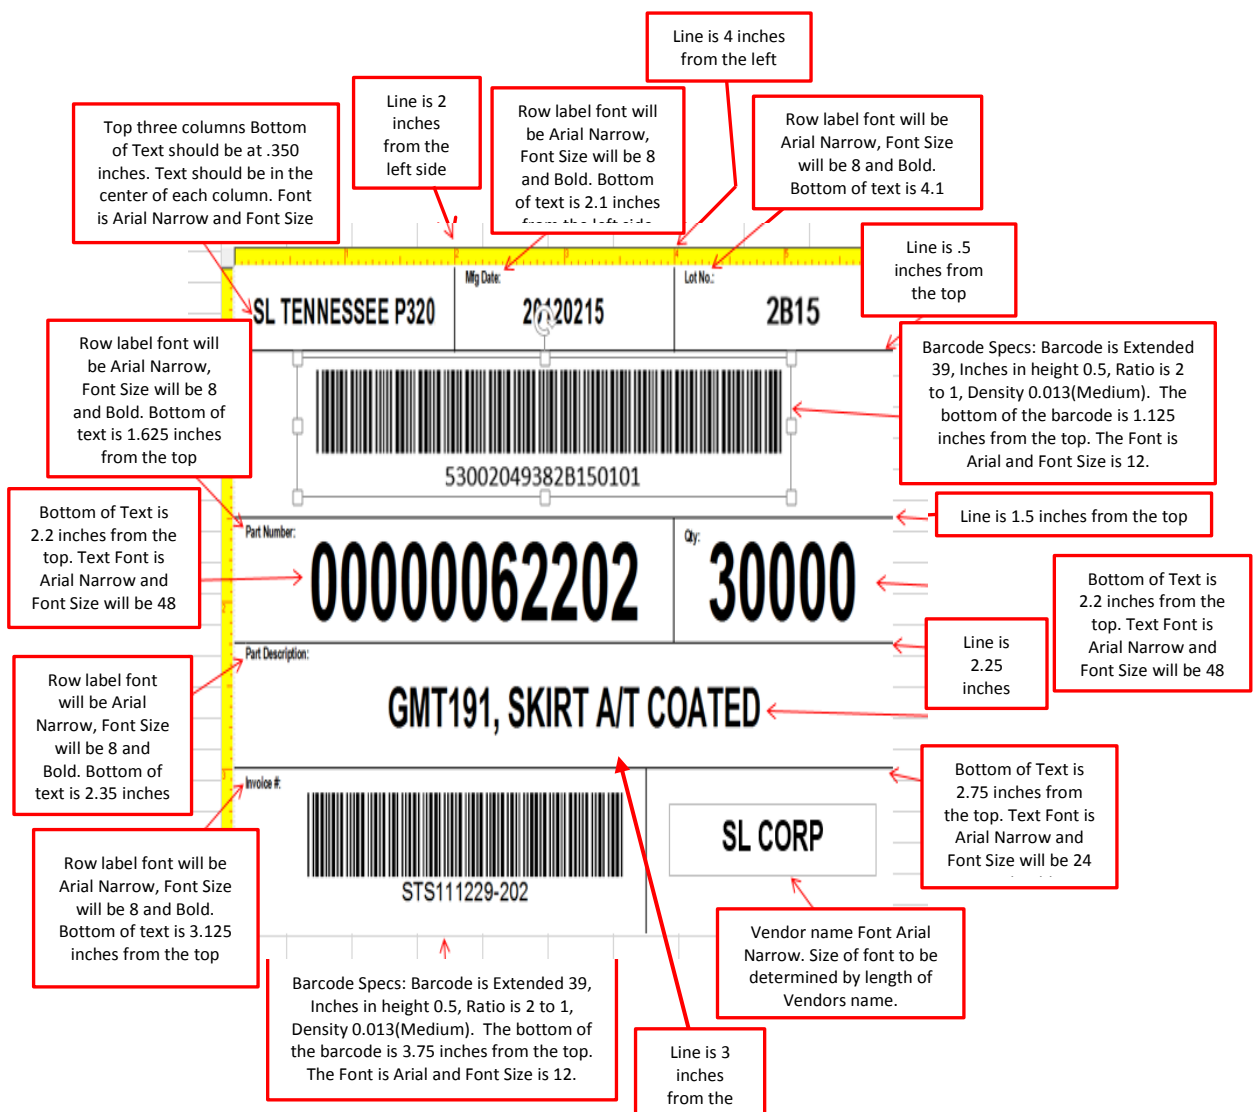 Line is 4 inches
from the left
Line is 2
inches
from the
left side
Row label font will
be Arial Narrow,
Font Size will be 8
and Bold. Bottom
of text is 2.1 inches
from the left side
Row label font will be
Arial Narrow, Font Size
will be 8 and Bold.
Bottom of text is 4.1
Top three columns Bottom
of Text should be at .350
inches. Text should be in the
center of each column. Font
is Arial Narrow and Font Size
Line is .5
inches from
the top
1
2
3
4
5
Mfg Date:
Lot No.:
SL TENNESSEE P320
20120215
2B15
Row label font will
be Arial Narrow,
Font Size will be 8
and Bold. Bottom of
text is 1.625 inches
from the top
Barcode Specs: Barcode is Extended
39, Inches in height 0.5, Ratio is 2
to 1, Density 0.013(Medium). The
bottom of the barcode is 1.125
inches from the top. The Font is
Arial and Font Size is 12.
53002049382B150101
Bottom of Text is
2.2 inches from the
top. Text Font is
Arial Narrow and
Font Size will be 48
Line is 1.5 inches from the top
Part Number:
Qty:
00000062202
30000
Bottom of Text is
2.2 inches from the
top. Text Font is
Arial Narrow and
Font Size will be 48
2
Line is
2.25
inches
Part Description:
GMT191, SKIRT A/T COATED
Row label font
will be Arial
Narrow, Font Size
will be 8 and
Bold. Bottom of
text is 2.35 inches
Bottom of Text is
2.75 inches from
the top. Text Font is
Arial Narrow and
Font Size will be 24
3
Invoice #:
STS111229-202
SL CORP
Row label font will be
Arial Narrow, Font Size
will be 8 and Bold.
Bottom of text is 3.125
inches from the top
Vendor name Font Arial
Narrow. Size of font to be
determined by length of
Vendors name.
Barcode Specs: Barcode is Extended 39,
Inches in height 0.5, Ratio is 2 to 1,
Density 0.013(Medium). The bottom of
the barcode is 3.75 inches from the top.
The Font is Arial and Font Size is 12.
Line is 3
inches
from the